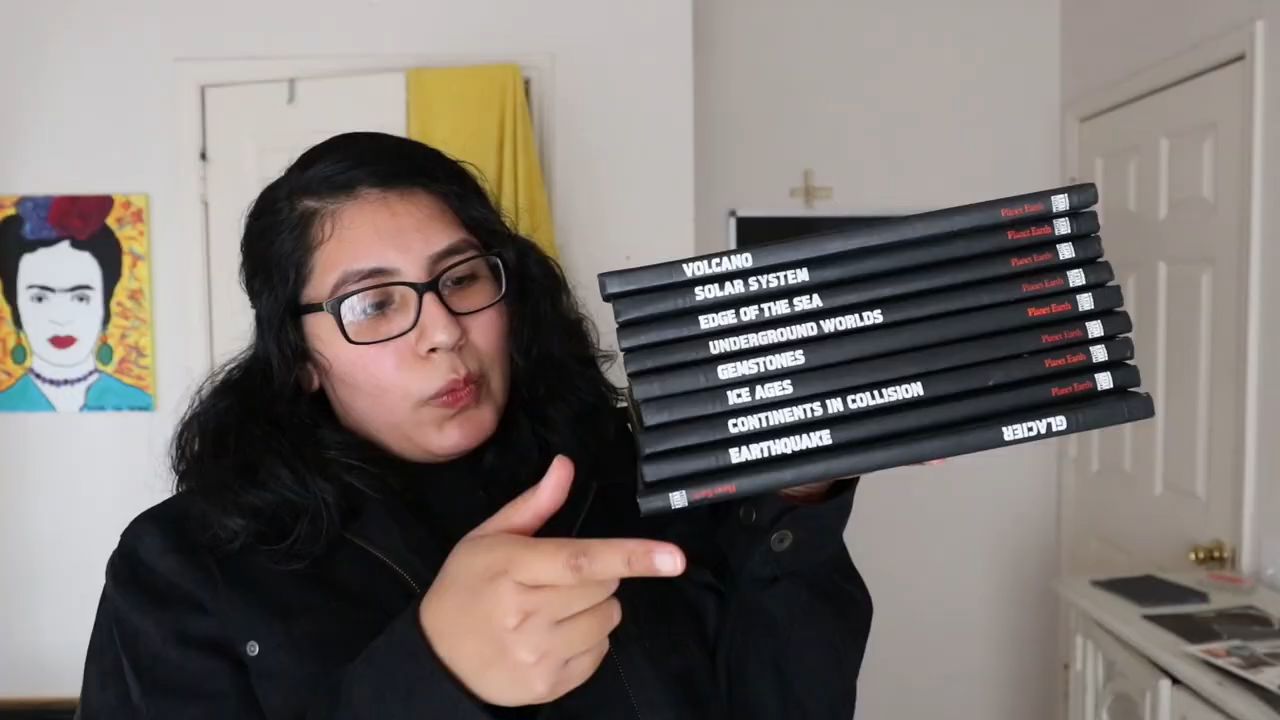 VOLCANO Planet Earth
SOLAR SYSTEM Planet Earth
EDGE OF THE SEA Planet Earth
UNDERGROUND WORLDS Planet Earth
GEMSTONES Planet Earth
ICE AGES Planet Earth
CONTINENTS IN COLLISION Planet Earth
EARTHQUAKE Planet Earth
GLACIER Planet Earth